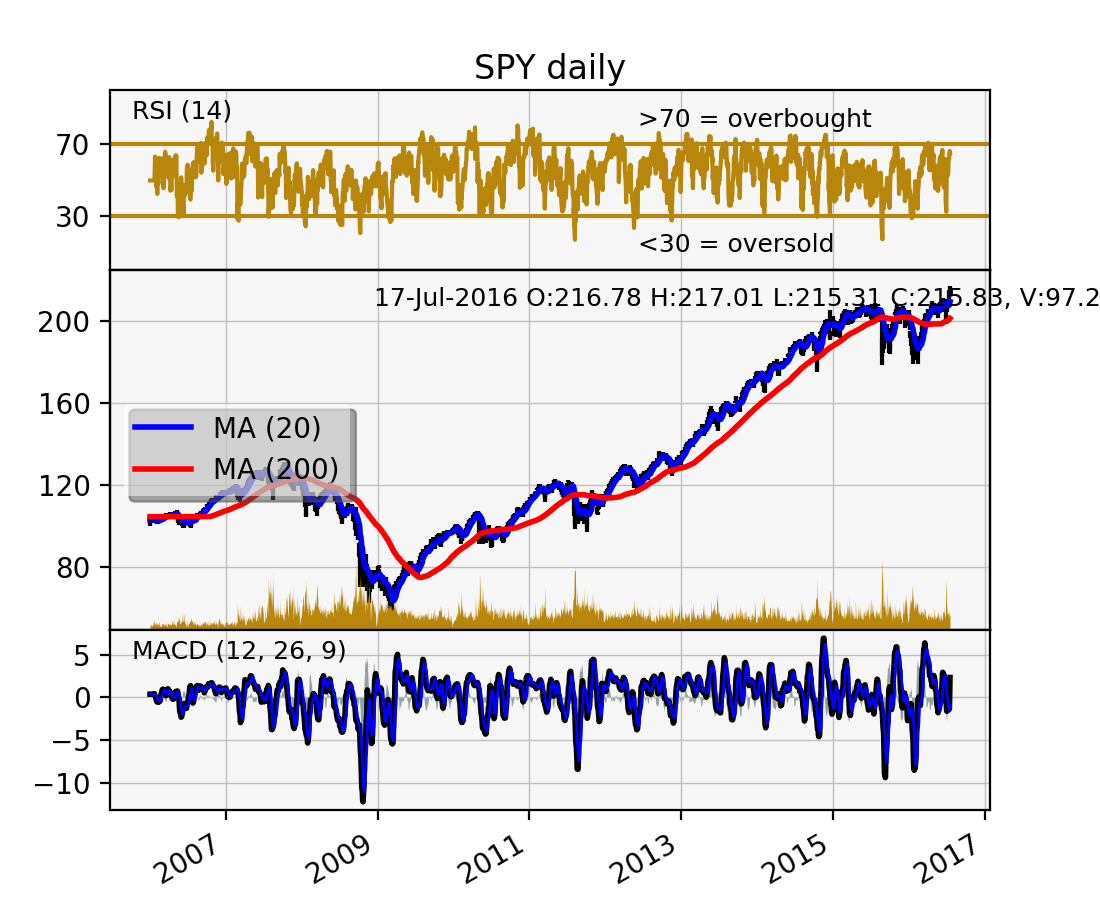 SPY daily
RSI (14)
>70 = overbought
70
30
<30 = oversold
17-Jul-2016 O:216.78 H:217.01 L:215.31 C:215.83, V:97.2
200
160
120
80
MA (20)
MA (200)
MACD (12, 26, 9)
5
0
−5
−10
2007
2009
2011
2013
2015
2017